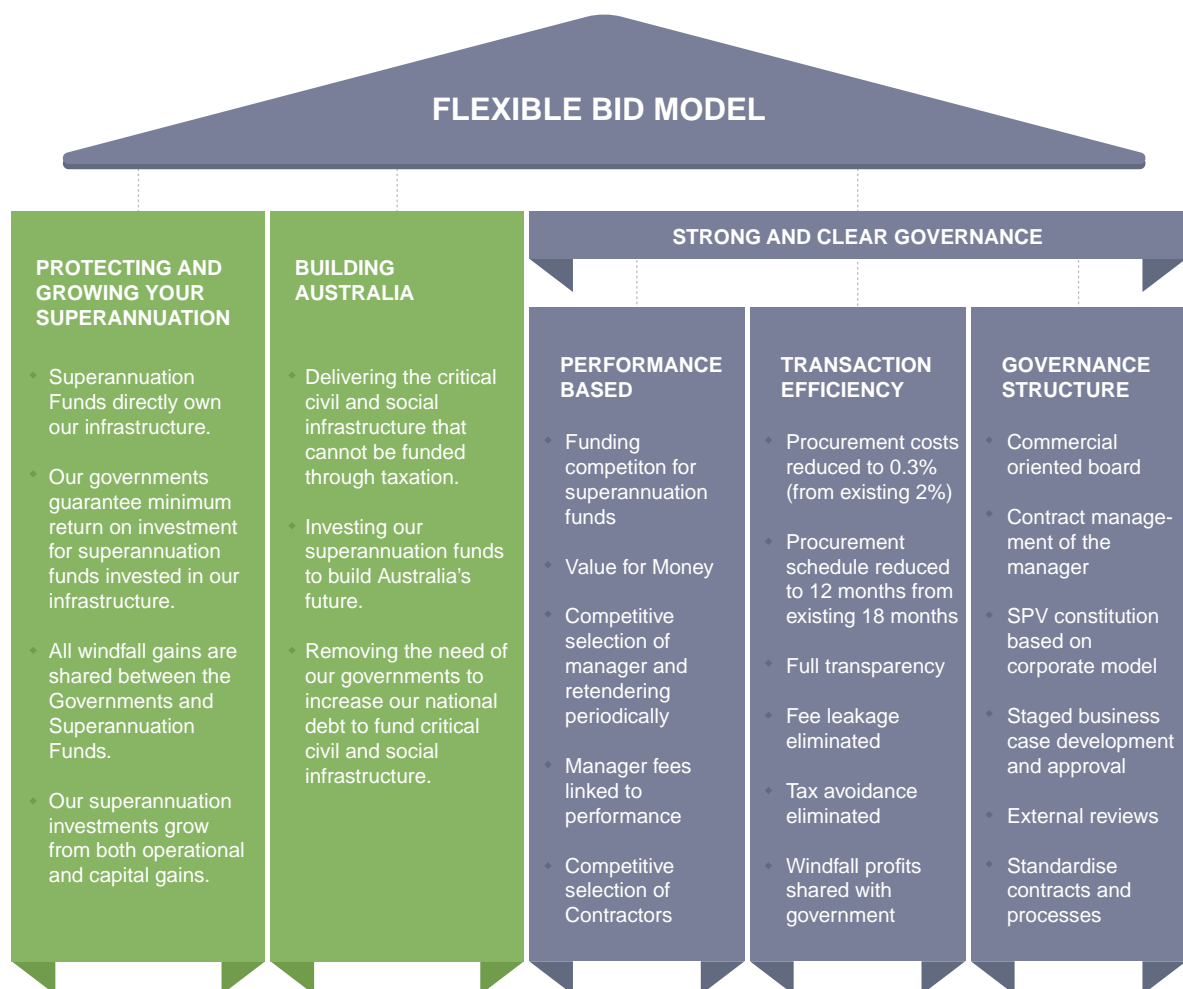 FLEXIBLE BID MODEL
PROTECTING AND
GROWING YOUR
SUPERANNUATION
Superannuation
Funds directly own
our infrastructure.
Our governments
guarantee minimum
return on investment
for superannuation
funds invested in our
infrastructure.
All windfall gains are
shared between the
Governments and
Superannuation
Funds.
Our superannuation
investments grow
from both operational
and capital gains.
BUILDING
AUSTRALIA
Delivering the critical
civil and social
infrastructure that
cannot be funded
through taxation.
Investing our
superannuation funds
to build Australia’s
future.
Removing the need of
our governments to
increase our national
debt to fund critical
civil and social
infrastructure.
STRONG AND CLEAR GOVERNANCE
PERFORMANCE
BASED
Funding
competiton for
superannuation
funds
Value for Money
Competitive
selection of
manager and
retendering
periodically
Manager fees
linked to
performance
Competitive
selection of
Contractors
TRANSACTION
EFFICIENCY
Procurement costs
reduced to 0.3%
(from existing 2%)
Procurement
schedule reduced
to 12 months from
existing 18 months
Full transparency
Fee leakage
eliminated
Tax avoidance
eliminated
Windfall profits
shared with
government
GOVERNANCE
STRUCTURE
Commercial
oriented board
Contract manage-
ment of the
manager
SPV constitution
based on
corporate model
Staged business
case development
and approval
External reviews
Standardise
contracts and
processes